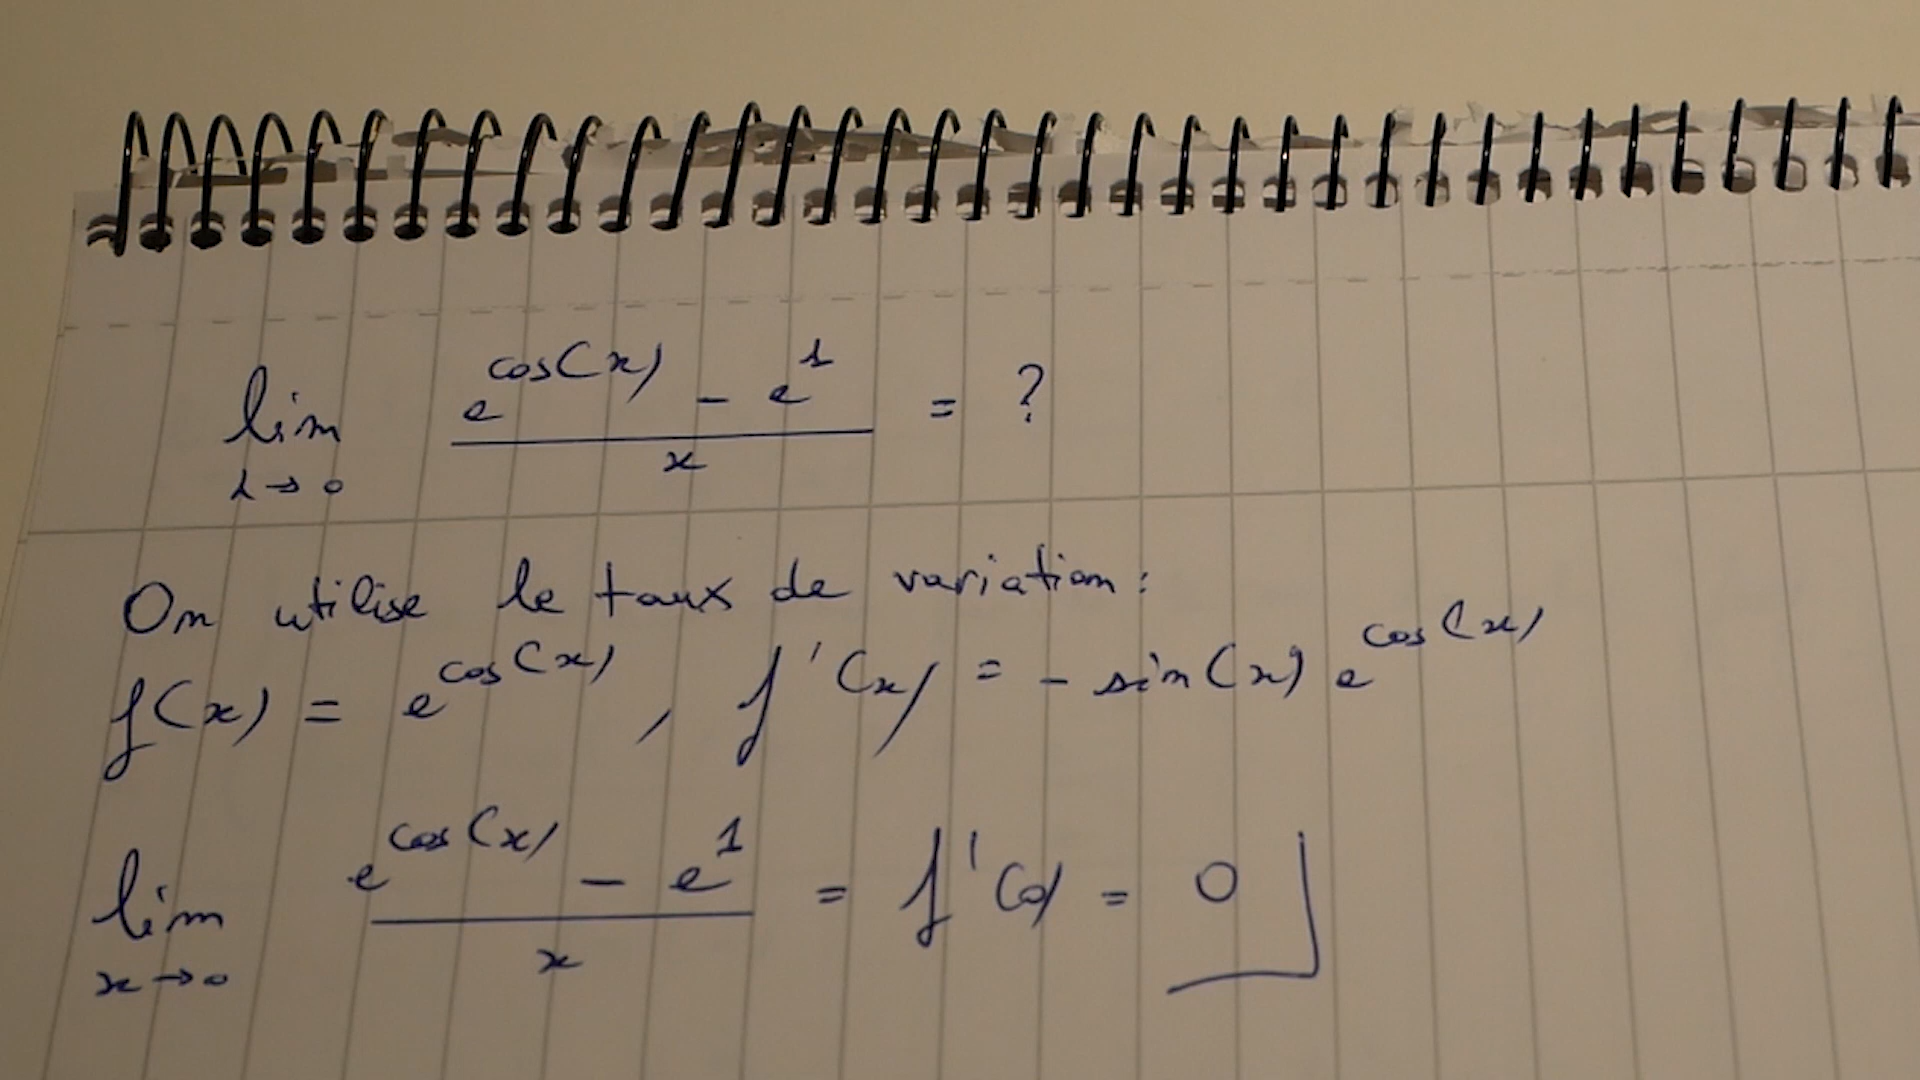 lim x→0 (e^cos(x) - e^1)/x = ?
On utilise le taux de variation:
f(x) = e^cos(x), f'(x) = - sin(x) e^cos(x)
lim x→0 (e^cos(x) - e^1)/x = f'(0) = 0